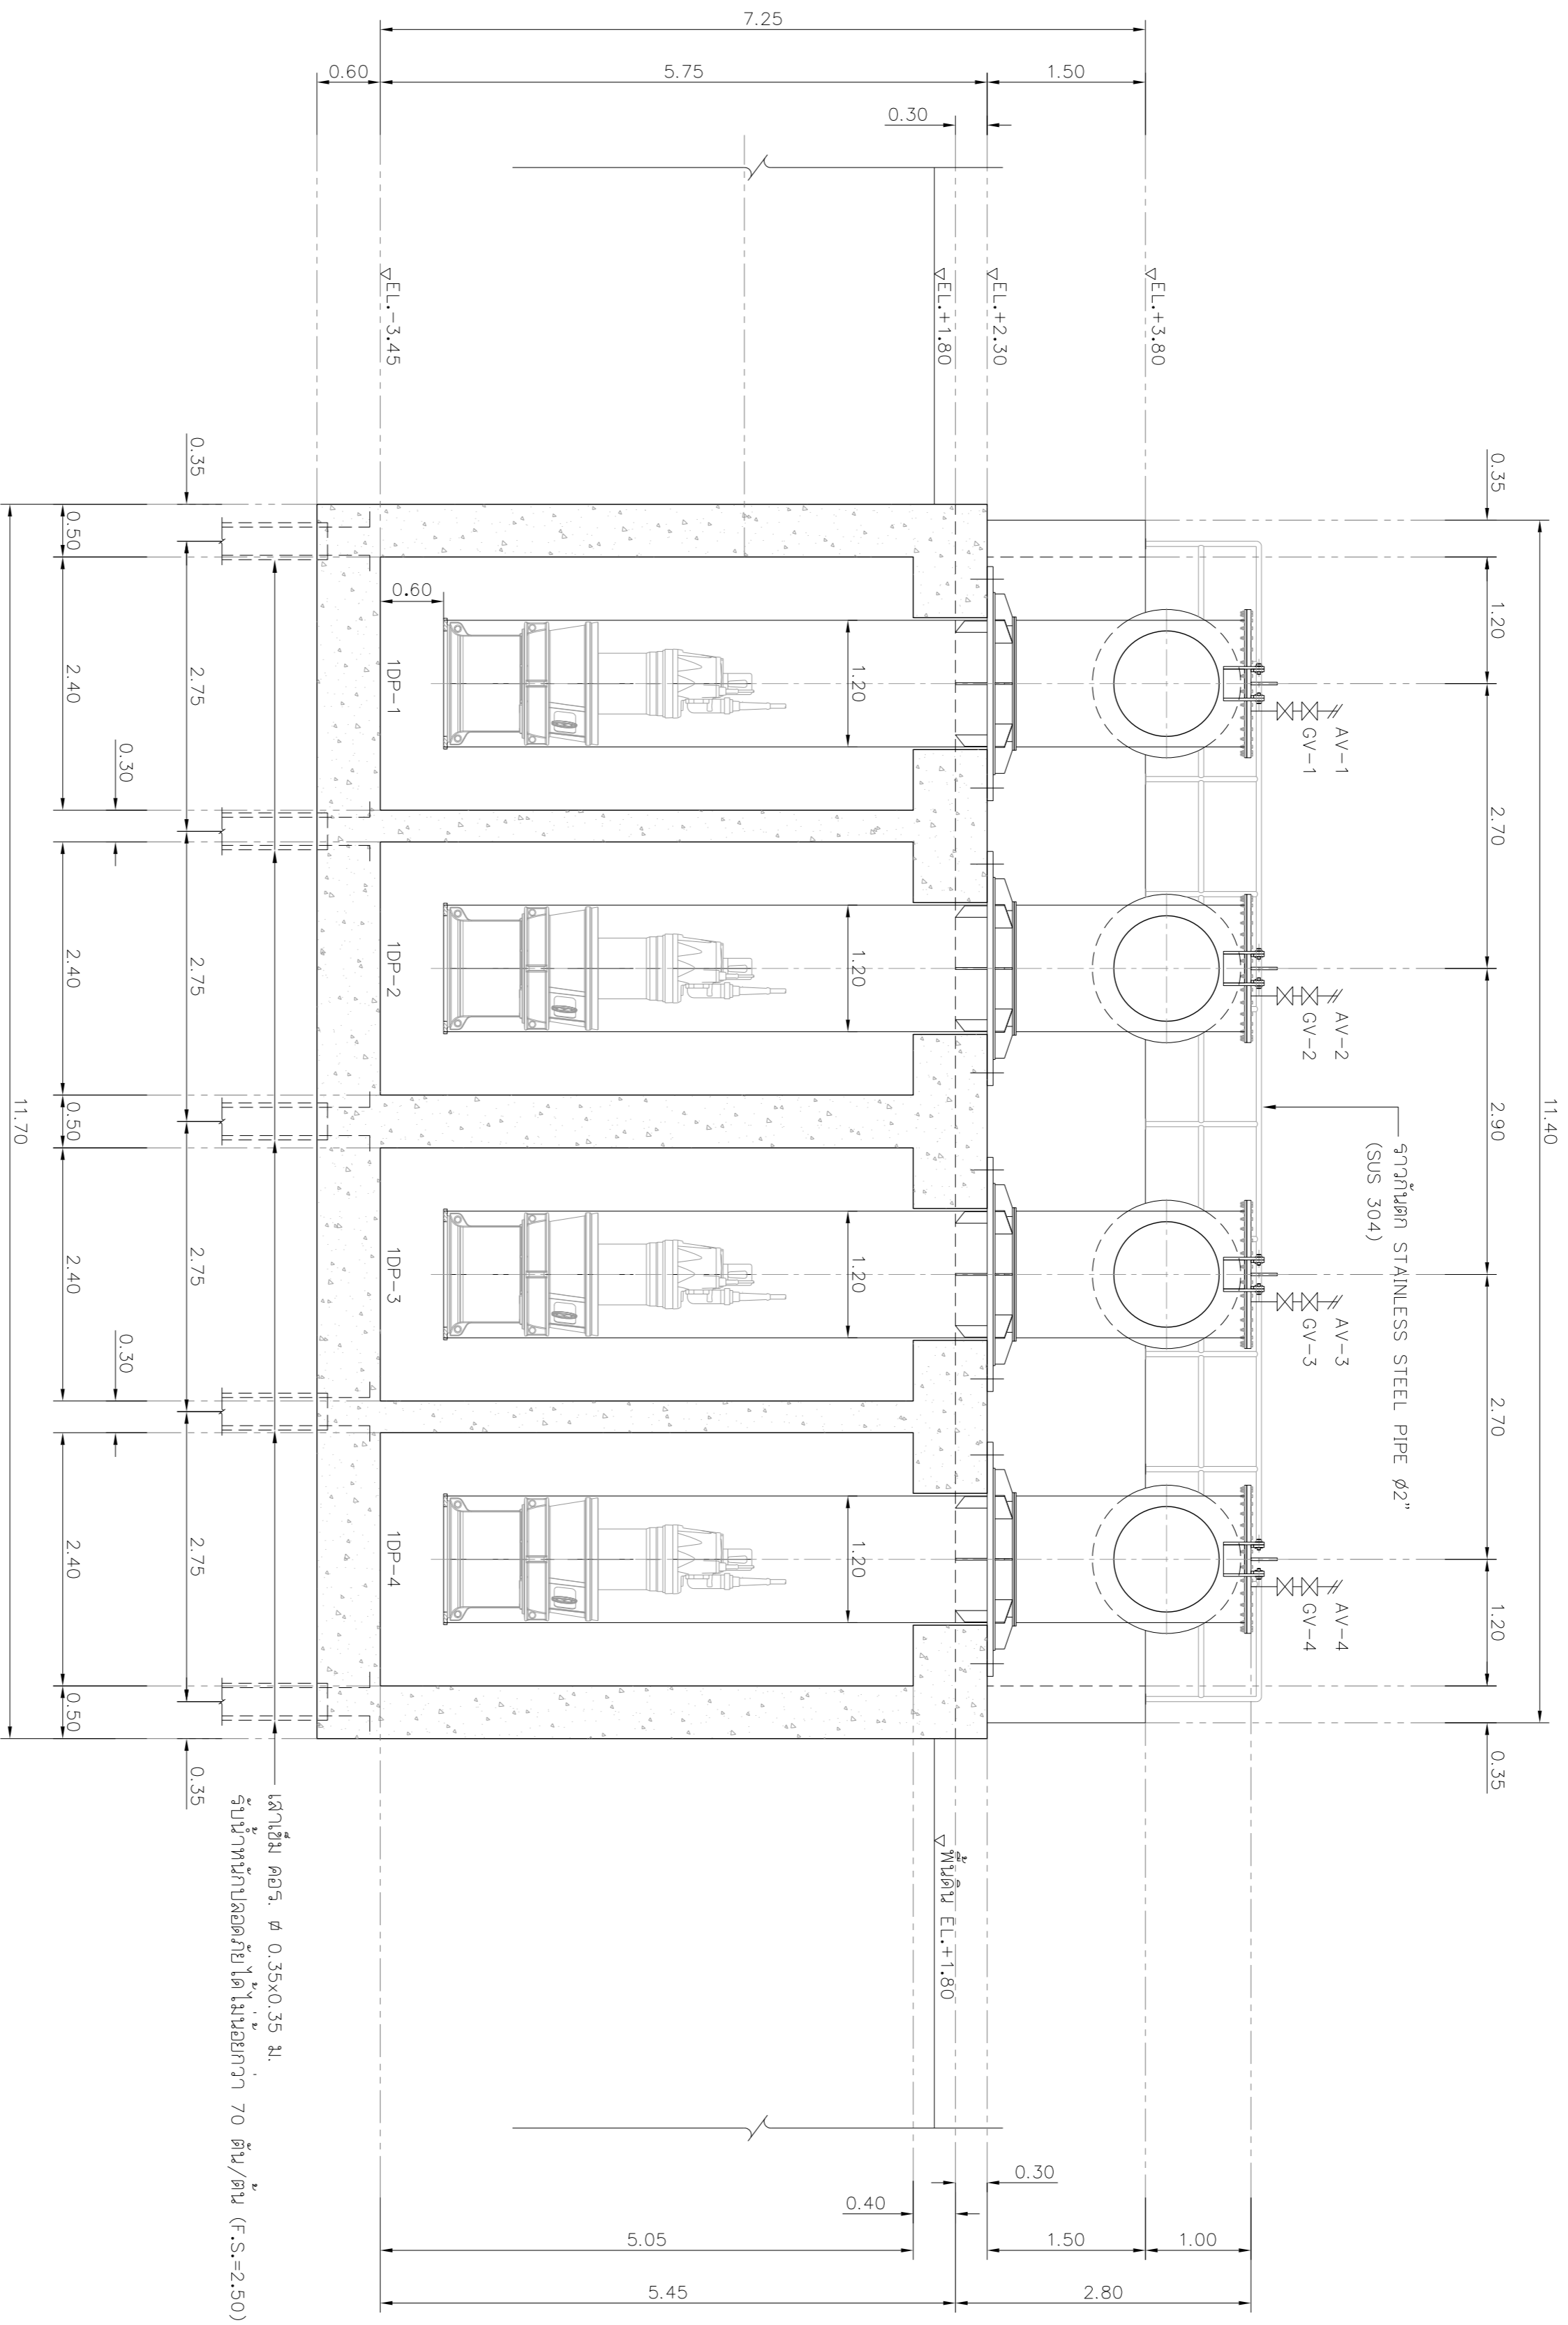 11.40
0.35
1.20
2.70
2.90
2.70
1.20
0.35
ราวกันตก STAINLESS STEEL PIPE Ø2"
(SUS 304)
AV-1
GV-1
AV-2
GV-2
AV-3
GV-3
AV-4
GV-4
7.25
0.60
5.75
1.50
0.30
▽EL.+3.80
▽EL.+2.30
▽EL.+1.80
▽EL.-3.45
1.20
1.20
1.20
1.20
0.60
1DP-1
1DP-2
1DP-3
1DP-4
▽พื้นดิน EL.+1.80
1.00
1.50
0.30
0.40
2.80
5.05
5.45
เสาเข็ม คอร. Ø 0.35x0.35 ม.
รับน้ำหนักปลอดภัยได้ไม่น้อยกว่า 70 ตัน/ต้น (F.S.=2.50)
0.35
2.75
2.75
2.75
2.75
0.35
0.30
0.30
0.50
2.40
2.40
0.50
2.40
2.40
0.50
11.70